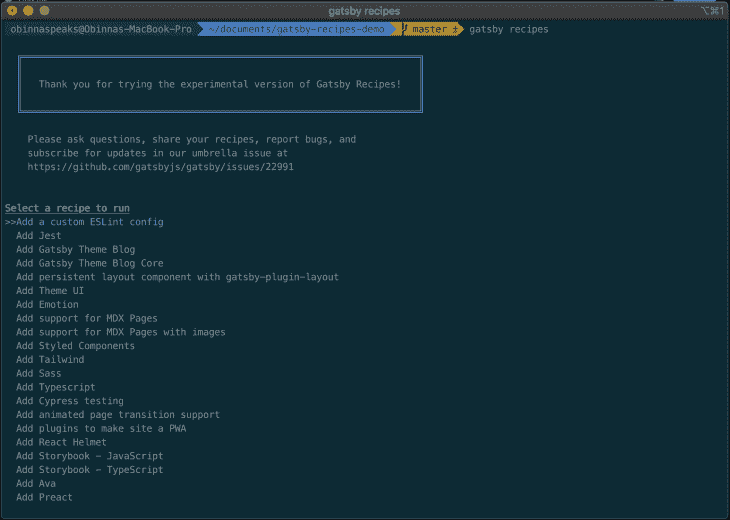 gatsby recipes
⌥⌘1
obinnaspeaks@Obinnas-MacBook-Pro ~/documents/gatsby-recipes-demo master ± gatsby recipes
Thank you for trying the experimental version of Gatsby Recipes!
Please ask questions, share your recipes, report bugs, and
subscribe for updates in our umbrella issue at
https://github.com/gatsbyjs/gatsby/issues/22991
Select a recipe to run
>>Add a custom ESLint config
Add Jest
Add Gatsby Theme Blog
Add Gatsby Theme Blog Core
Add persistent layout component with gatsby-plugin-layout
Add Theme UI
Add Emotion
Add support for MDX Pages
Add support for MDX Pages with images
Add Styled Components
Add Tailwind
Add Sass
Add Typescript
Add Cypress testing
Add animated page transition support
Add plugins to make site a PWA
Add React Helmet
Add Storybook - JavaScript
Add Storybook - TypeScript
Add Ava
Add Preact